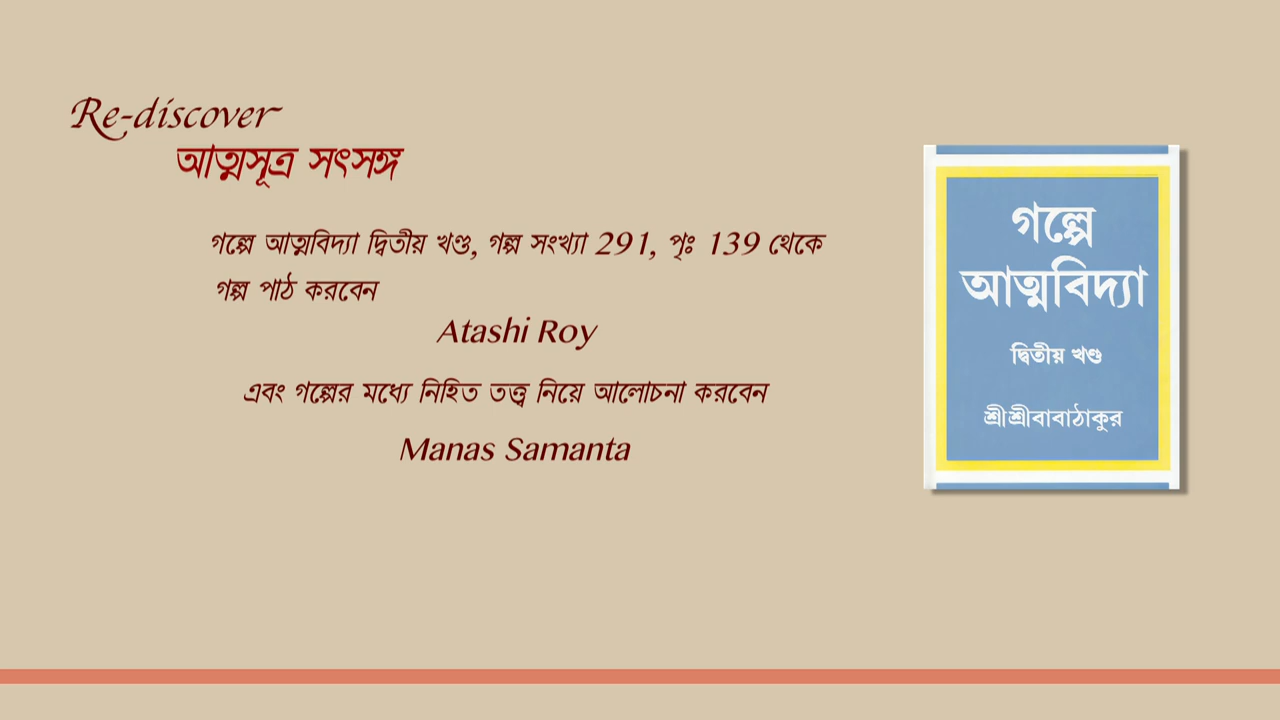 Re-discover
আত্মসূত্র সৎসঙ্গ
গল্পে আত্মবিদ্যা দ্বিতীয় খণ্ড, গল্প সংখ্যা 291, পৃঃ 139 থেকে
গল্প পাঠ করবেন
Atashi Roy
এবং গল্পের মধ্যে নিহিত তত্ত্ব নিয়ে আলোচনা করবেন
Manas Samanta
গল্পে
আত্মবিদ্যা
দ্বিতীয় খণ্ড
শ্রীশ্রীবাবাঠাকুর